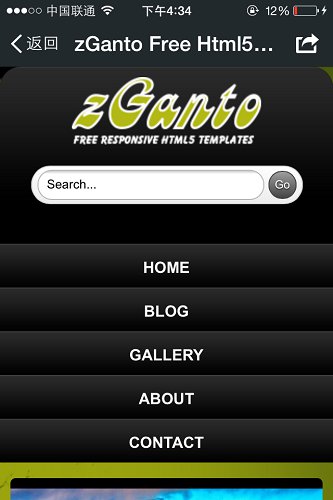 中国联通 下午4:34 12%
返回 zGanto Free Html5...
zGanto
FREE RESPONSIVE HTML5 TEMPLATES
Search... Go
HOME
BLOG
GALLERY
ABOUT
CONTACT